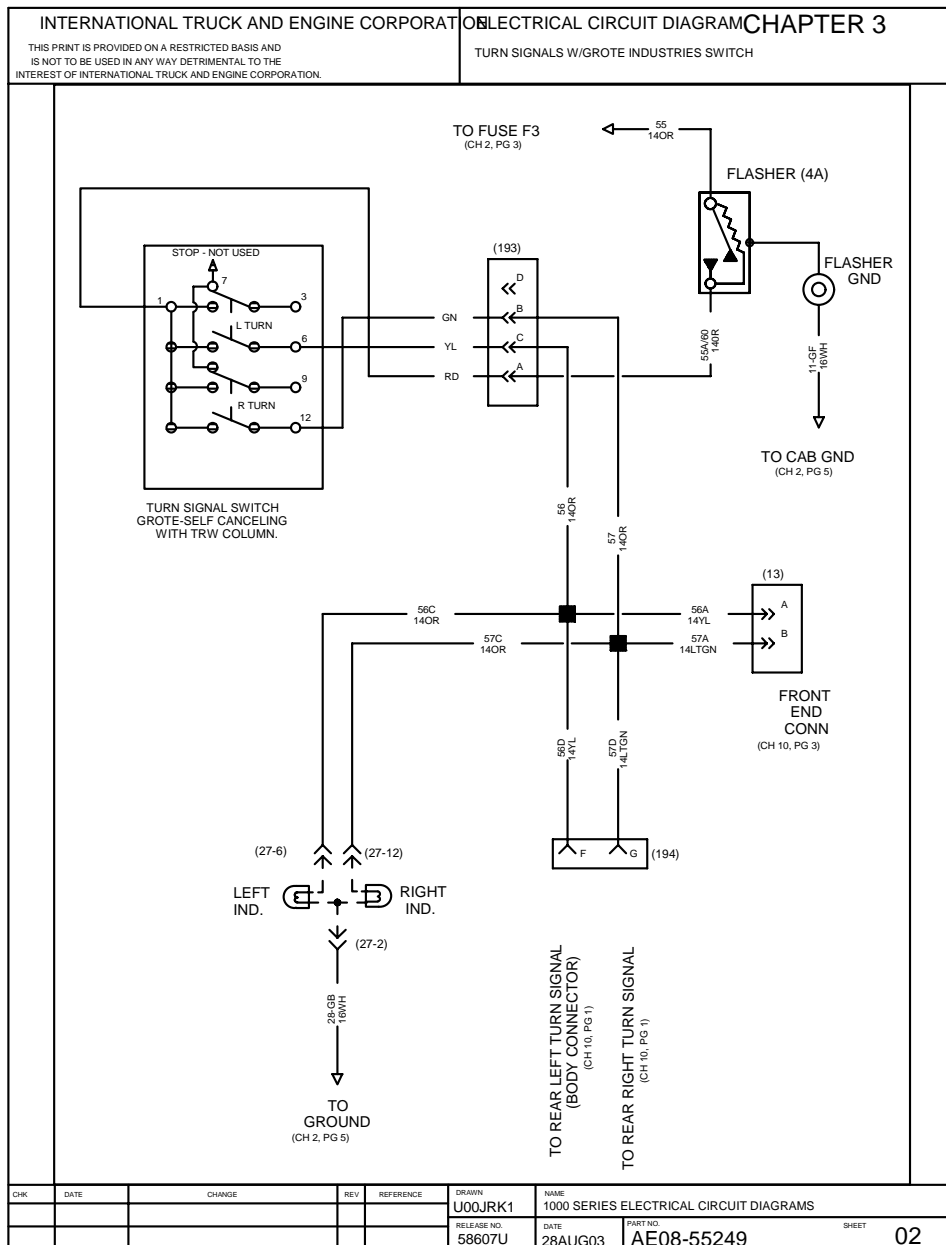 INTERNATIONAL TRUCK AND ENGINE CORPORATION
ELECTRICAL CIRCUIT DIAGRAM
CHAPTER 3
THIS PRINT IS PROVIDED ON A RESTRICTED BASIS AND
IS NOT TO BE USED IN ANY WAY DETRIMENTAL TO THE
INTEREST OF INTERNATIONAL TRUCK AND ENGINE CORPORATION.
TURN SIGNALS W/GROTE INDUSTRIES SWITCH
TO FUSE F3
(CH 2, PG 3)
55
14OR
FLASHER (4A)
FLASHER
GND
55A/60
14OR
11-GF
16WH
TO CAB GND
(CH 2, PG 5)
STOP - NOT USED
7
1
3
L TURN
6
9
R TURN
12
TURN SIGNAL SWITCH
GROTE-SELF CANCELING
WITH TRW COLUMN.
GN
YL
RD
(193)
D
B
C
A
56
14OR
57
14OR
56C
14OR
57C
14OR
56A
14YL
57A
14LTGN
(13)
A
B
FRONT
END
CONN
(CH 10, PG 3)
56D
14YL
57D
14LTGN
F
G
(194)
(27-6)
(27-12)
LEFT
IND.
RIGHT
IND.
(27-2)
28-GB
16WH
TO
GROUND
(CH 2, PG 5)
TO REAR LEFT TURN SIGNAL
(BODY CONNECTOR)
(CH 10, PG 1)
TO REAR RIGHT TURN SIGNAL
(CH 10, PG 1)
CHK
DATE
CHANGE
REV
REFERENCE
DRAWN
U00JRK1
NAME
1000 SERIES ELECTRICAL CIRCUIT DIAGRAMS
RELEASE NO.
58607U
DATE
28AUG03
PART NO.
AE08-55249
SHEET
02